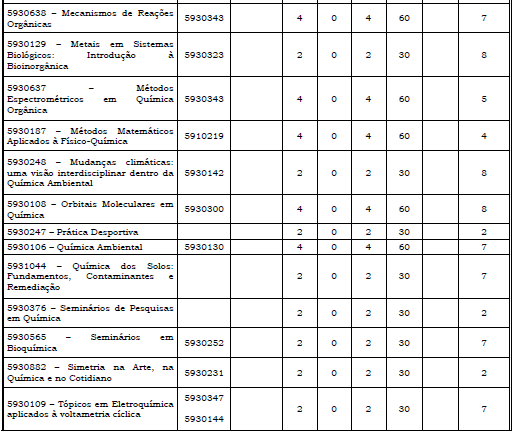 5930638 – Mecanismos de Reações
Orgânicas 5930343 4 0 4 60 7
5930129 – Metais em Sistemas
Biológicos: Introdução à
Bioinorgânica 5930323 2 0 2 30 8
5930637 – Métodos
Espectrométricos em Química
Orgânica 5930343 4 0 4 60 5
5930187 – Métodos Matemáticos
Aplicados à Físico-Química 5910219 4 0 4 60 4
5930248 – Mudanças climáticas:
uma visão interdisciplinar dentro da
Química Ambiental 5930142 2 0 2 30 8
5930108 – Orbitais Moleculares em
Química 5930300 4 0 4 60 8
5930247 – Prática Desportiva 2 0 2 30 2
5930106 – Química Ambiental 5930130 4 0 4 60 7
5931044 – Química dos Solos:
Fundamentos, Contaminantes e
Remediação 2 0 2 30 7
5930376 – Seminários de Pesquisas
em Química 2 0 2 30 2
5930565 – Seminários em
Bioquímica 5930252 2 0 2 30 7
5930882 – Simetria na Arte, na
Química e no Cotidiano 5930231 2 0 2 30 2
5930109 – Tópicos em Eletroquímica
aplicados à voltametria cíclica 5930347 5930144 2 0 2 30 7